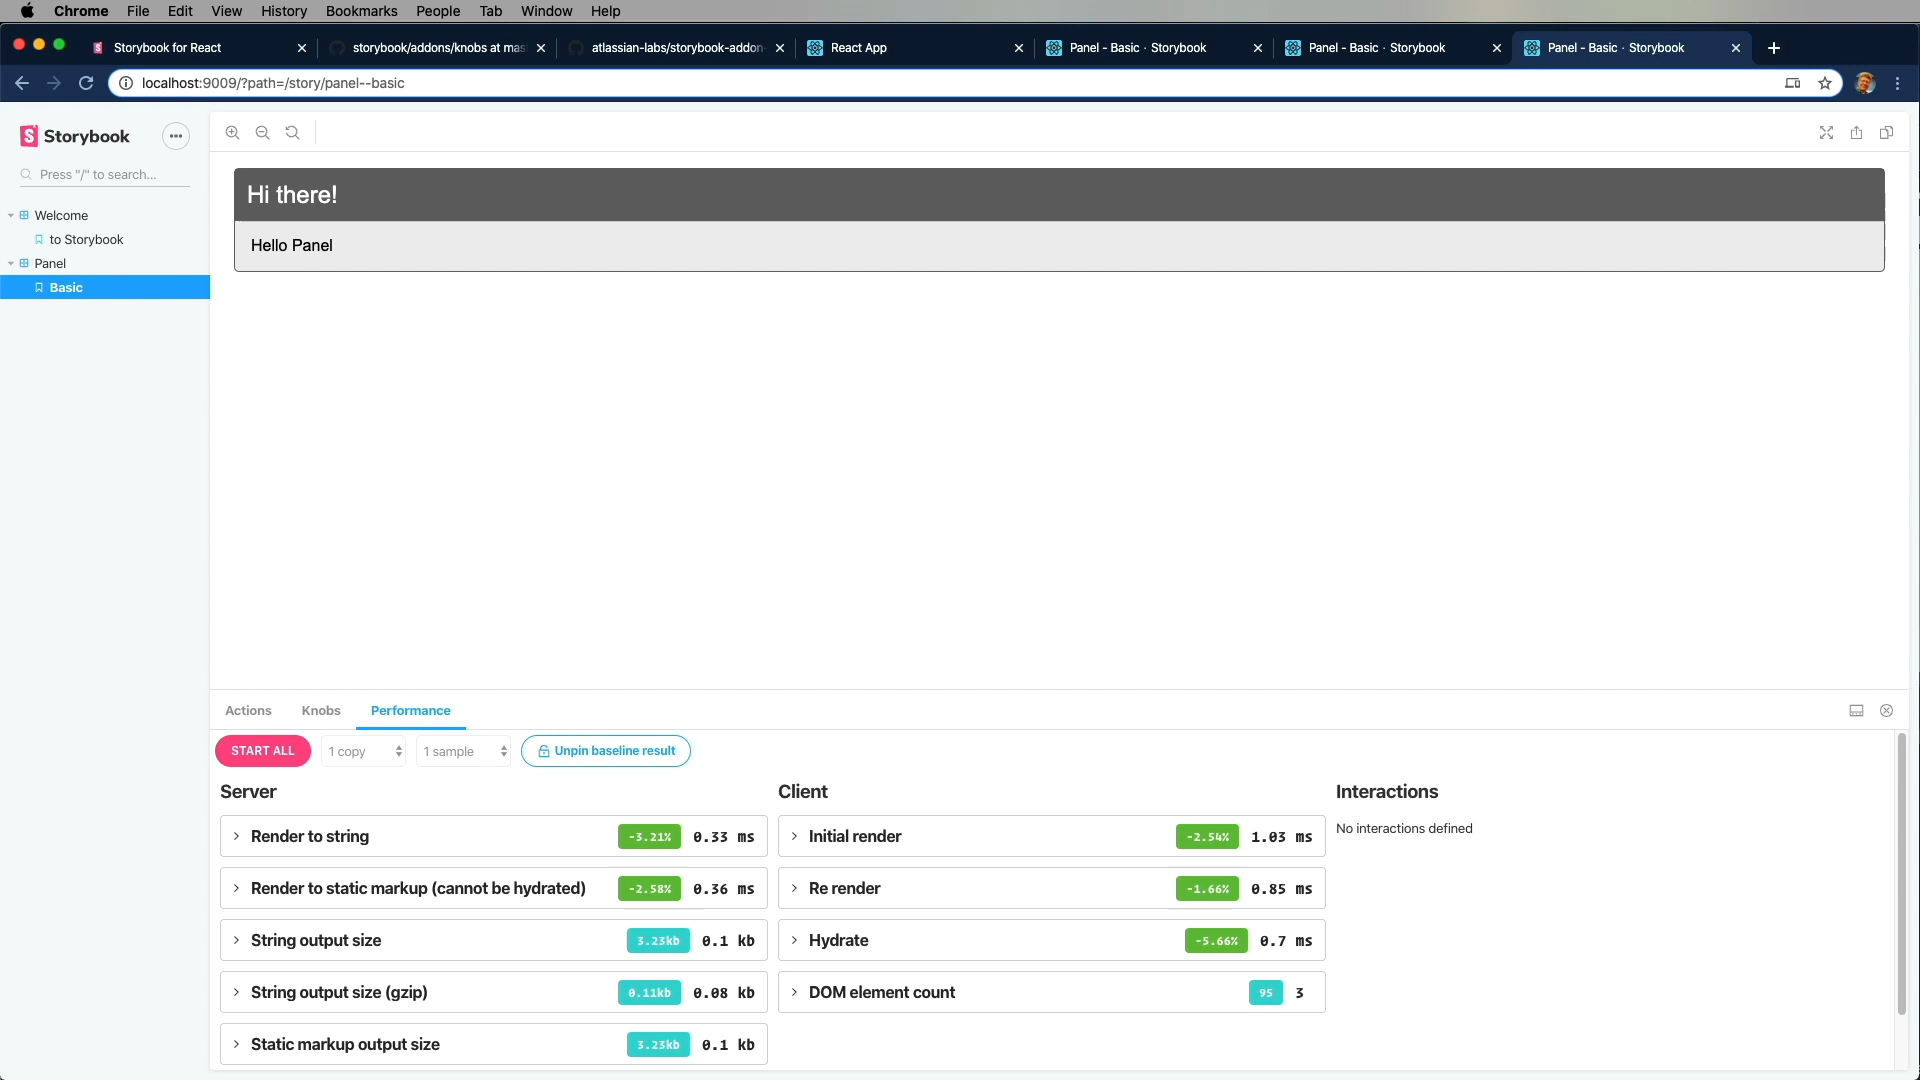 Chrome File Edit View History Bookmarks People Tab Window Help
Storybook for React
storybook/addons/knobs at mas
atlassian-labs/storybook-addon-
React App
Panel - Basic · Storybook
Panel - Basic · Storybook
Panel - Basic · Storybook
localhost:9009/?path=/story/panel--basic
Storybook
Press "/" to search...
Welcome
to Storybook
Panel
Basic
Hi there!
Hello Panel
Actions Knobs Performance
START ALL 1 copy 1 sample Unpin baseline result
Server
Render to string -3.21% 0.33 ms
Render to static markup (cannot be hydrated) -2.58% 0.36 ms
String output size 3.23kb 0.1 kb
String output size (gzip) 0.11kb 0.08 kb
Static markup output size 3.23kb 0.1 kb
Client
Initial render -2.54% 1.03 ms
Re render -1.66% 0.85 ms
Hydrate -5.66% 0.7 ms
DOM element count 95 3
Interactions
No interactions defined